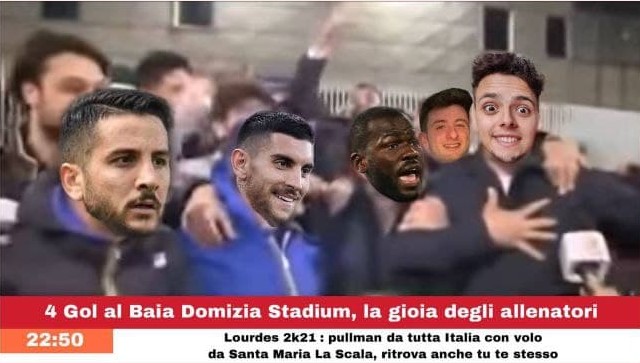 4 Gol al Baia Domizia Stadium, la gioia degli allenatori
22:50
Lourdes 2k21 : pullman da tutta Italia con volo
da Santa Maria La Scala, ritrova anche tu te stesso